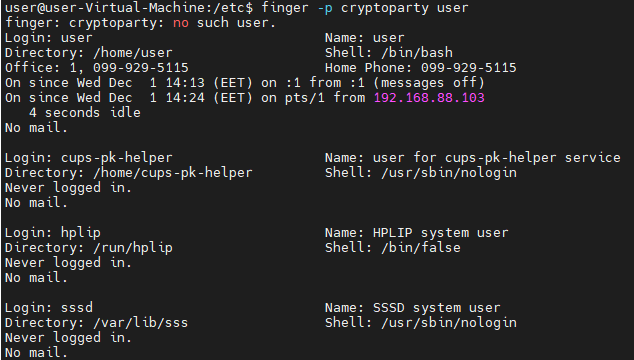 user@user-Virtual-Machine:/etc$ finger -p cryptoparty user
finger: cryptoparty: no such user.
Login: user                             Name: user
Directory: /home/user                   Shell: /bin/bash
Office: 1, 099-929-5115                 Home Phone: 099-929-5115
On since Wed Dec  1 14:13 (EET) on :1 from :1 (messages off)
On since Wed Dec  1 14:24 (EET) on pts/1 from 192.168.88.103
   4 seconds idle
No mail.

Login: cups-pk-helper                   Name: user for cups-pk-helper service
Directory: /home/cups-pk-helper         Shell: /usr/sbin/nologin
Never logged in.
No mail.

Login: hplip                            Name: HPLIP system user
Directory: /run/hplip                   Shell: /bin/false
Never logged in.
No mail.

Login: sssd                             Name: SSSD system user
Directory: /var/lib/sss                 Shell: /usr/sbin/nologin
Never logged in.
No mail.